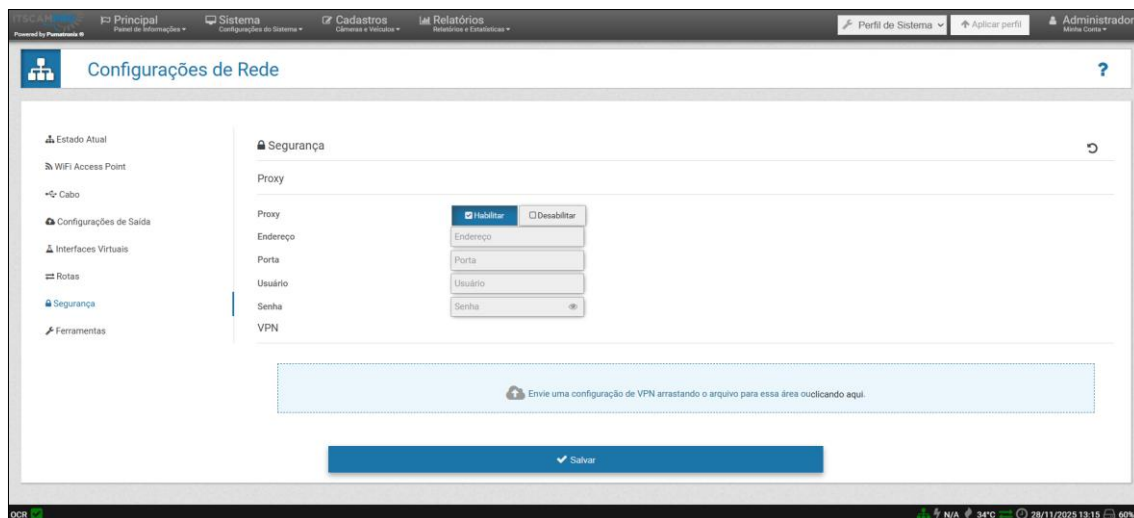 ITSCAMPRO
Powered by Pumatronix ®
Principal
Painel de Informações
Sistema
Configurações do Sistema
Cadastros
Câmeras e Veículos
Relatórios
Relatórios e Estatísticas
Perfil de Sistema
Aplicar perfil
Administrador
Minha Conta
Configurações de Rede
?
Estado Atual
WiFi Access Point
Cabo
Configurações de Saída
Interfaces Virtuais
Rotas
Segurança
Ferramentas
Segurança
Proxy
Proxy Habilitar Desabilitar
Endereço Endereço
Porta Porta
Usuário Usuário
Senha Senha
VPN
Envie uma configuração de VPN arrastando o arquivo para essa área ouclicando aqui.
Salvar
OCR N/A 34°C 28/11/2025 13:15 60%